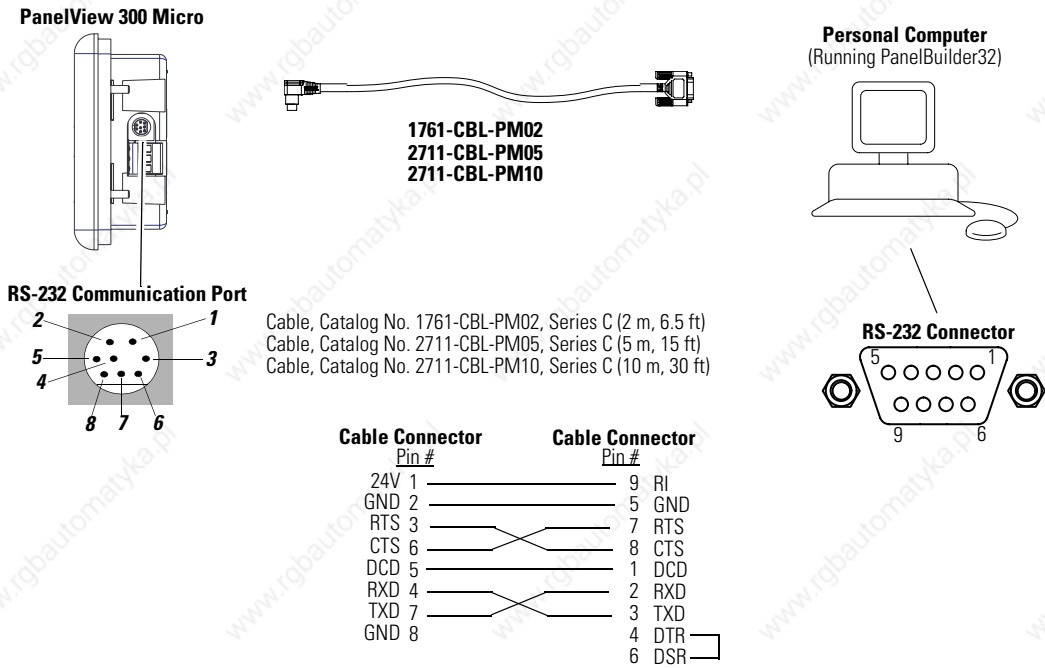 PanelView 300 Micro
Personal Computer
(Running PanelBuilder32)
1761-CBL-PM02
2711-CBL-PM05
2711-CBL-PM10
RS-232 Communication Port
2 1
5 3
4
8 7 6
Cable, Catalog No. 1761-CBL-PM02, Series C (2 m, 6.5 ft)
Cable, Catalog No. 2711-CBL-PM05, Series C (5 m, 15 ft)
Cable, Catalog No. 2711-CBL-PM10, Series C (10 m, 30 ft)
RS-232 Connector
5 1
9 6
Cable Connector Cable Connector
Pin # Pin #
24V 1 9 RI
GND 2 5 GND
RTS 3 7 RTS
CTS 6 8 CTS
DCD 5 1 DCD
RXD 4 2 RXD
TXD 7 3 TXD
GND 8 4 DTR
6 DSR
www.rgbautomatyka.pl